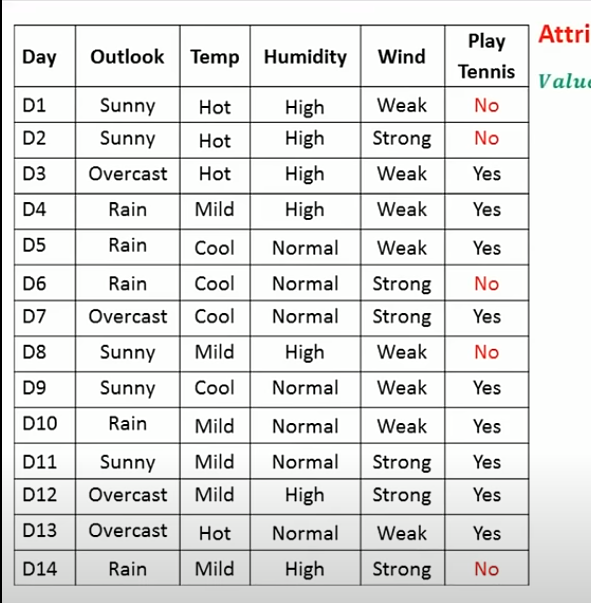 Day Outlook Temp Humidity Wind Play Tennis
D1 Sunny Hot High Weak No
D2 Sunny Hot High Strong No
D3 Overcast Hot High Weak Yes
D4 Rain Mild High Weak Yes
D5 Rain Cool Normal Weak Yes
D6 Rain Cool Normal Strong No
D7 Overcast Cool Normal Strong Yes
D8 Sunny Mild High Weak No
D9 Sunny Cool Normal Weak Yes
D10 Rain Mild Normal Weak Yes
D11 Sunny Mild Normal Strong Yes
D12 Overcast Mild High Strong Yes
D13 Overcast Hot Normal Weak Yes
D14 Rain Mild High Strong No
Attri